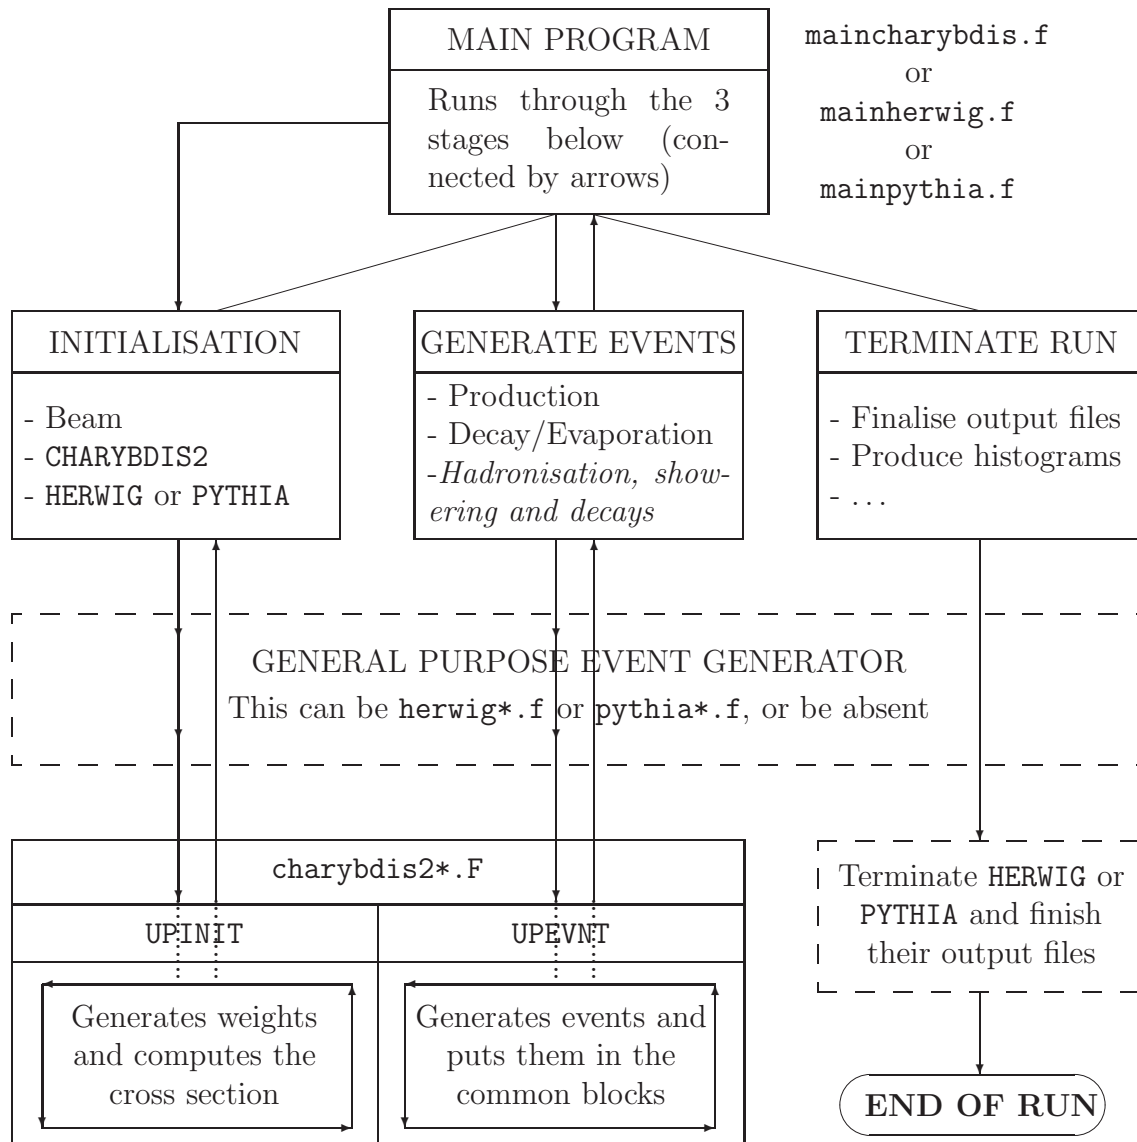 MAIN PROGRAM
Runs through the 3
stages below (con-
nected by arrows)
maincharybdis.f
or
mainherwig.f
or
mainpythia.f
INITIALISATION
- Beam
- CHARYBDIS2
- HERWIG or PYTHIA
GENERATE EVENTS
- Production
- Decay/Evaporation
-Hadronisation, show-
ering and decays
TERMINATE RUN
- Finalise output files
- Produce histograms
- ...
GENERAL PURPOSE EVENT GENERATOR
This can be herwig*.f or pythia*.f, or be absent
charybdis2*.F
UPINIT
Generates weights
and computes the
cross section
UPEVNT
Generates events and
puts them in the
common blocks
Terminate HERWIG or
PYTHIA and finish
their output files
END OF RUN